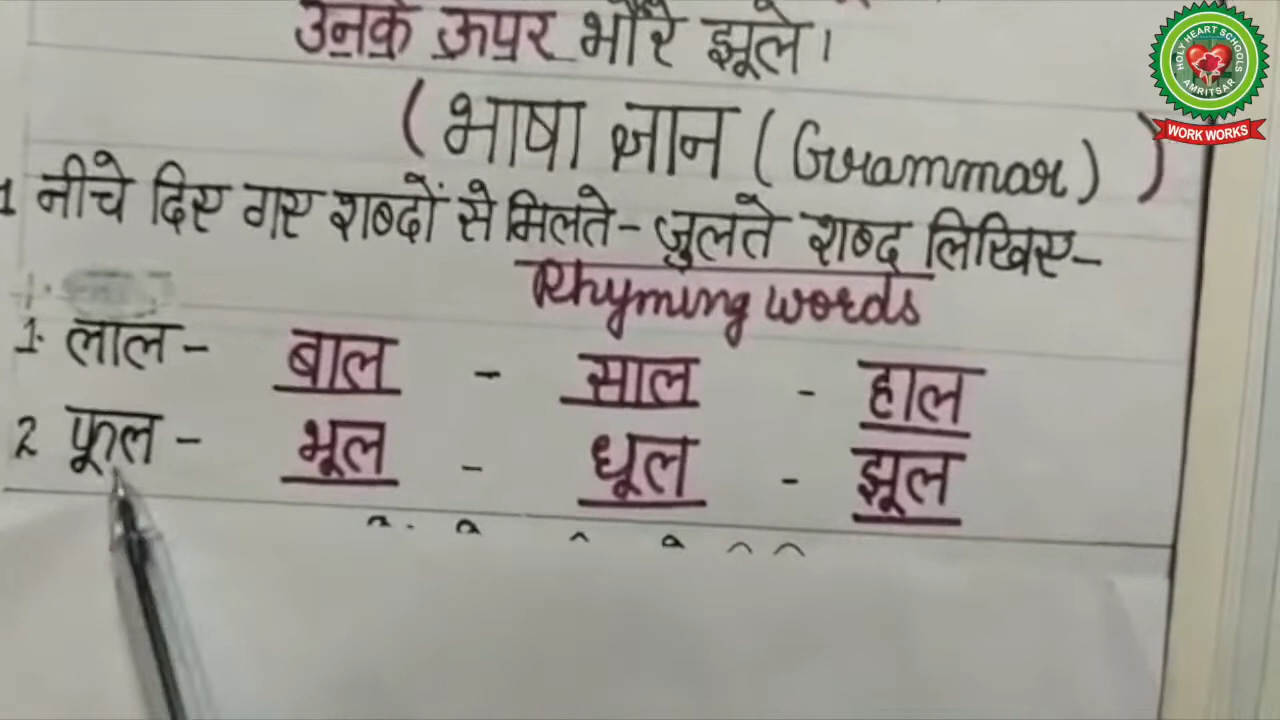 उनके ऊपर भौंरे झूले।
( भाषा ज्ञान ( Grammar ) )
1 नीचे दिए गए शब्दों से मिलते-जुलते शब्द लिखिए-
Rhyming words
1. लाल - बाल - साल - हाल
2 फूल - भूल - धूल - झूल
HOLY HEART SCHOOLS
AMRITSAR
WORK WORKS